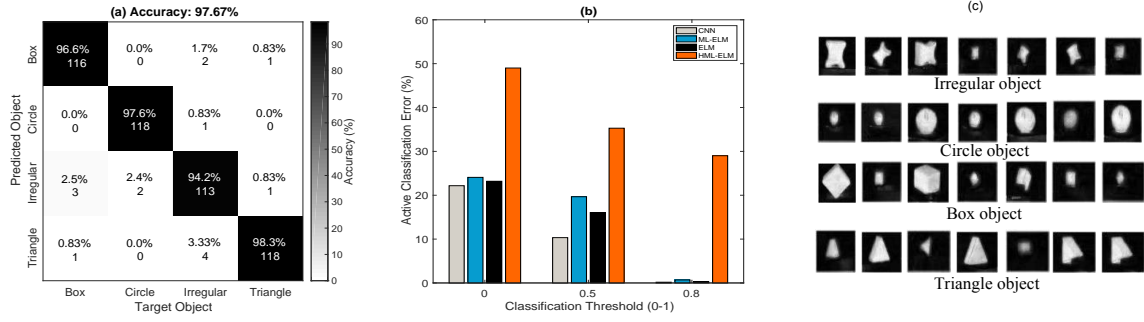 (a) Accuracy: 97.67%
Predicted Object
Box
Circle
Irregular
Triangle
96.6% 0.0% 1.7% 0.83%
116 0 2 1
0.0% 97.6% 0.83% 0.0%
0 118 1 0
2.5% 2.4% 94.2% 0.83%
3 2 113 1
0.83% 0.0% 3.33% 98.3%
1 0 4 118
Box Circle Irregular Triangle
Target Object
90
80
70
60
50
40
30
20
10
0
Accuracy (%)
(b)
Active Classification Error (%)
60
50
40
30
20
10
0
CNN
ML-ELM
ELM
HML-ELM
0 0.5 0.8
Classification Threshold (0-1)
(c)
Irregular object
Circle object
Box object
Triangle object